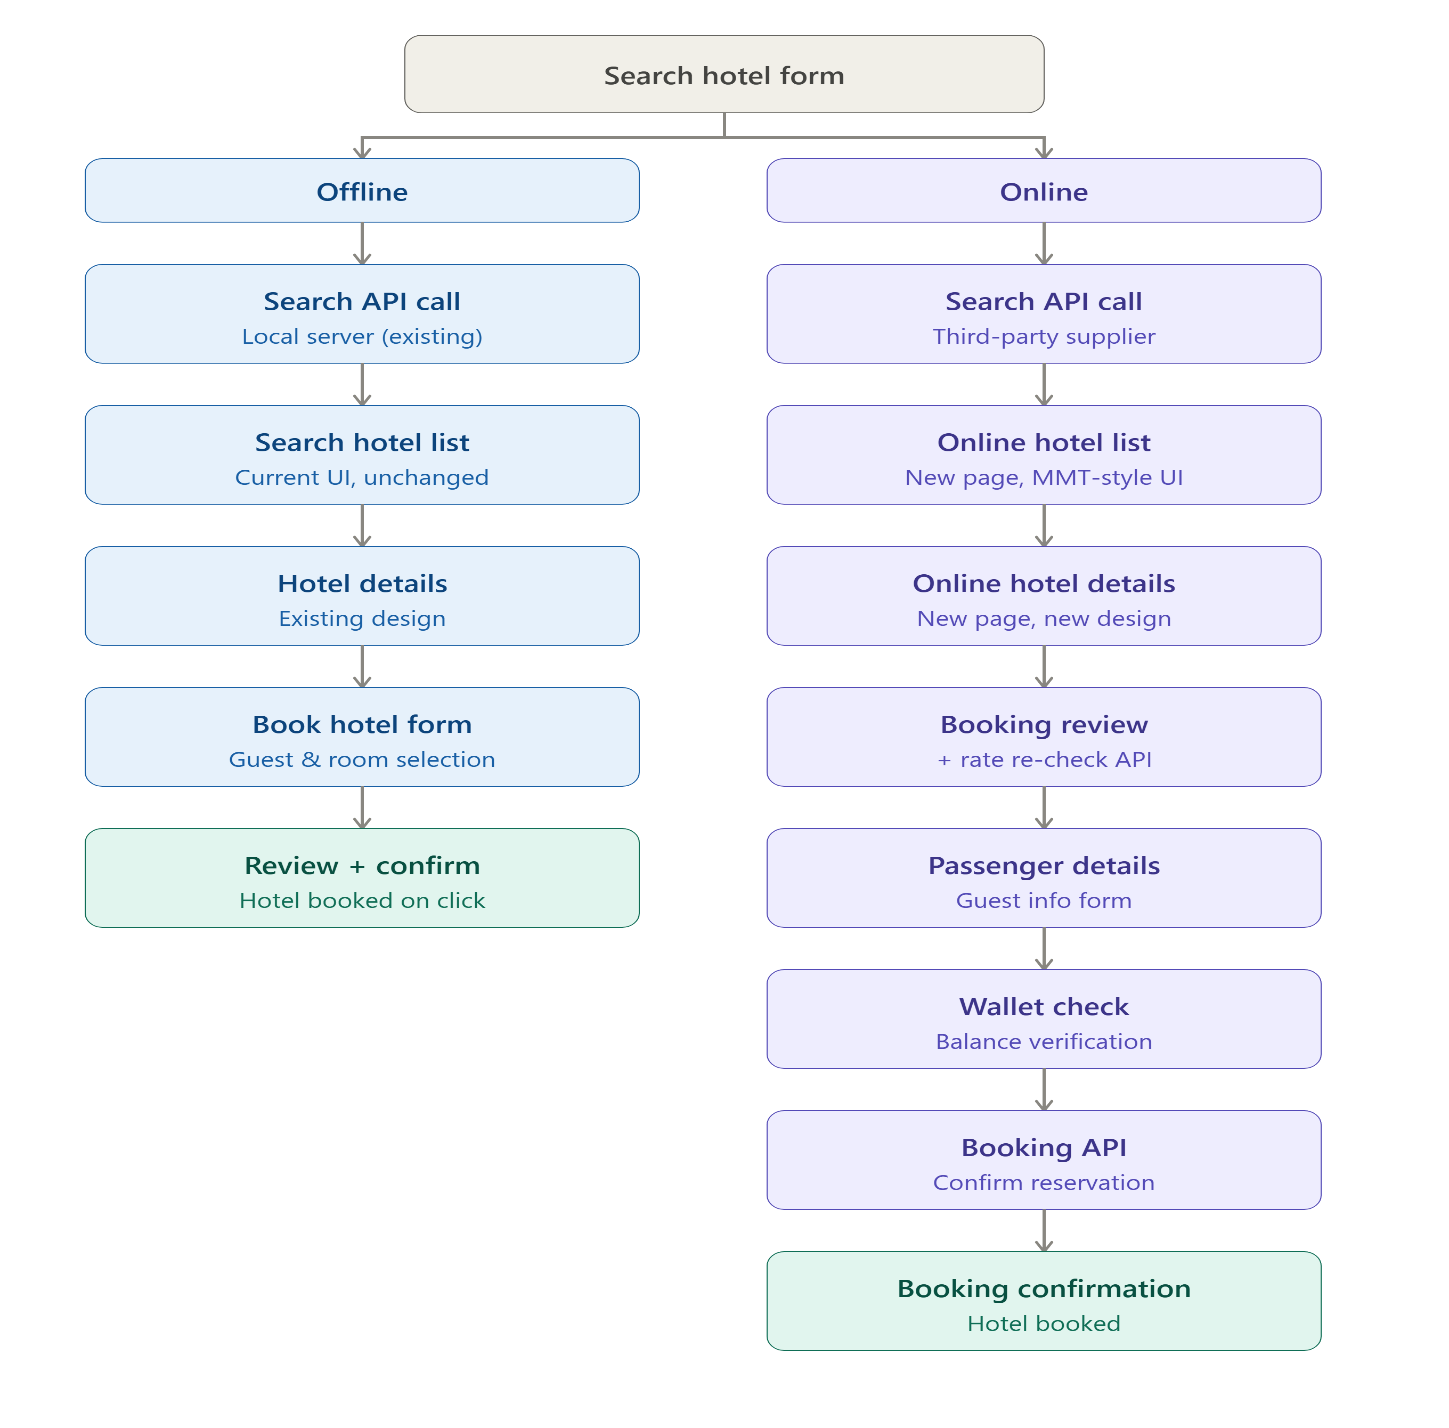 Search hotel form
Offline
Search API call
Local server (existing)
Search hotel list
Current UI, unchanged
Hotel details
Existing design
Book hotel form
Guest & room selection
Review + confirm
Hotel booked on click
Online
Search API call
Third-party supplier
Online hotel list
New page, MMT-style UI
Online hotel details
New page, new design
Booking review
+ rate re-check API
Passenger details
Guest info form
Wallet check
Balance verification
Booking API
Confirm reservation
Booking confirmation
Hotel booked